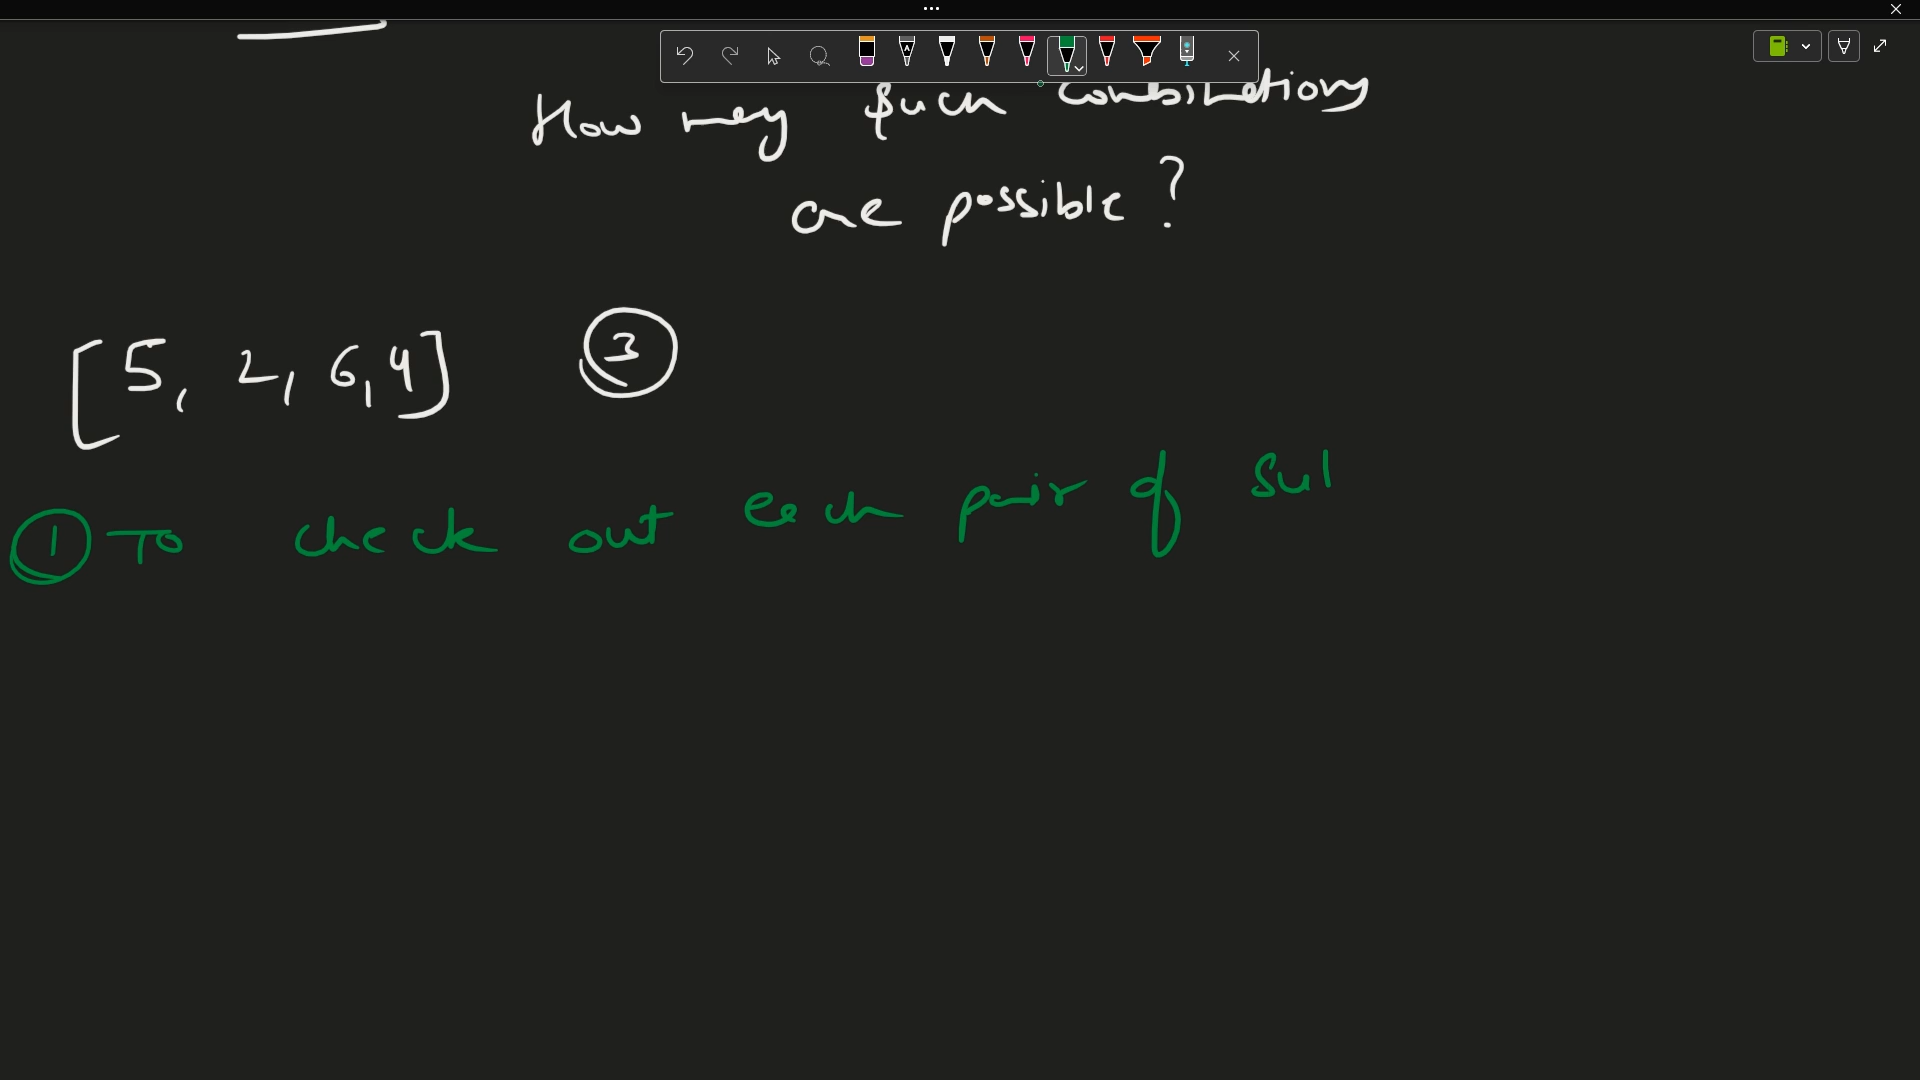 How many such combinations
are possible?
[5, 2, 6, 4] 3
1 To check out each pair of sul